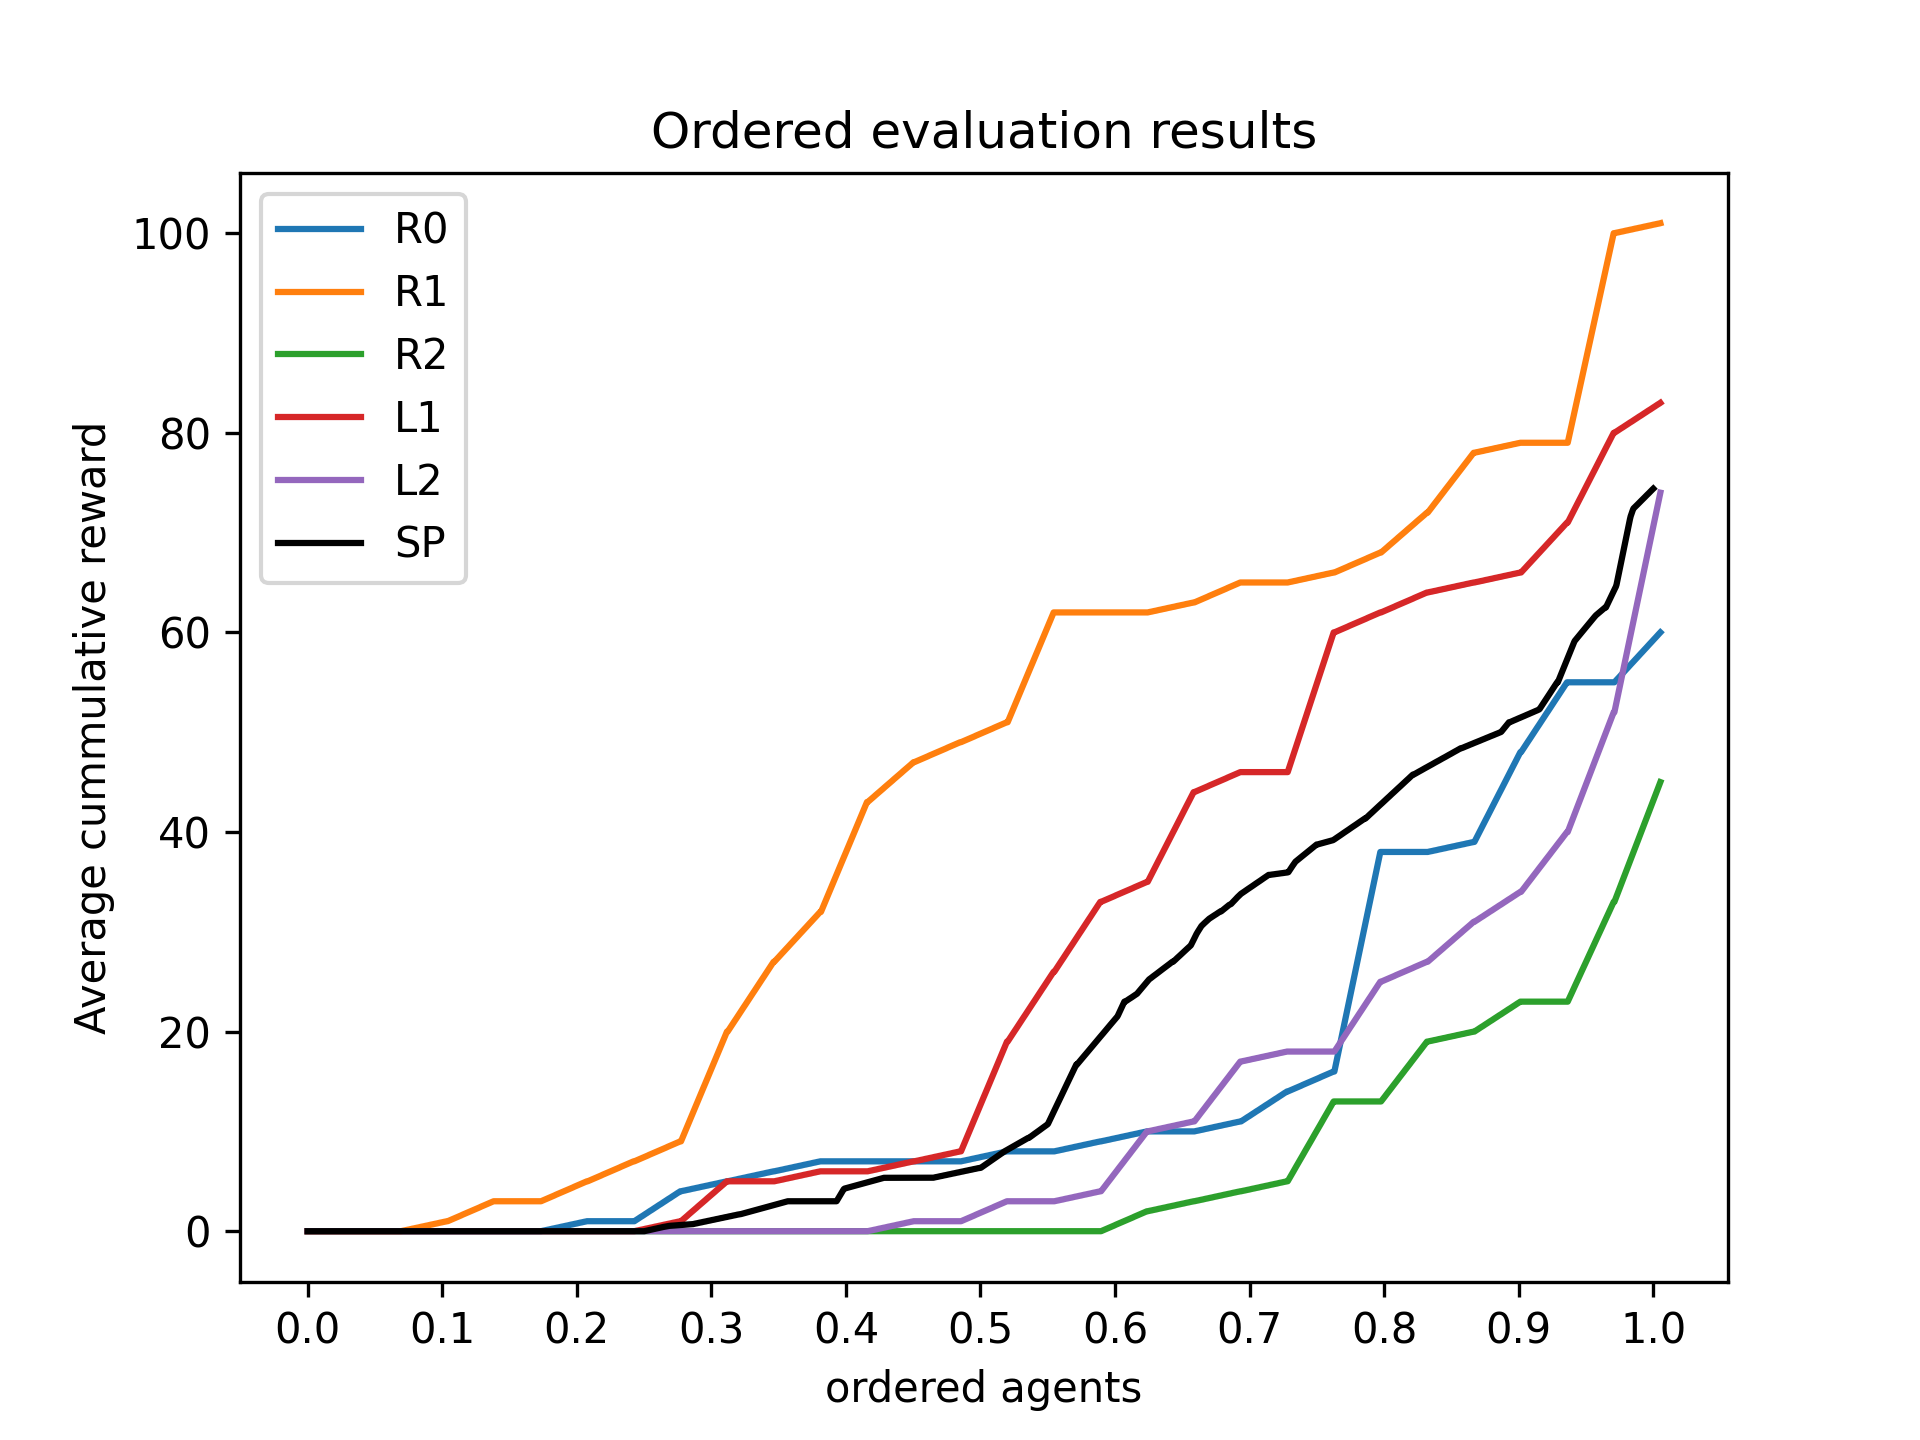 Ordered evaluation results
R0
R1
R2
L1
L2
SP
Average cummulative reward
100
80
60
40
20
0
0.0 0.1 0.2 0.3 0.4 0.5 0.6 0.7 0.8 0.9 1.0
ordered agents